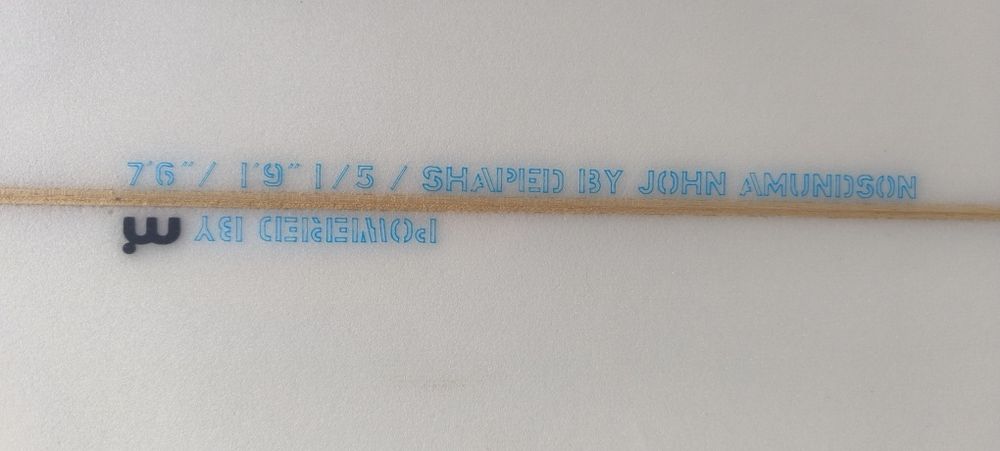 7'6"/ 1'9" 1/5 / SHAPED BY JOHN AMUNDSON
POWERED BY